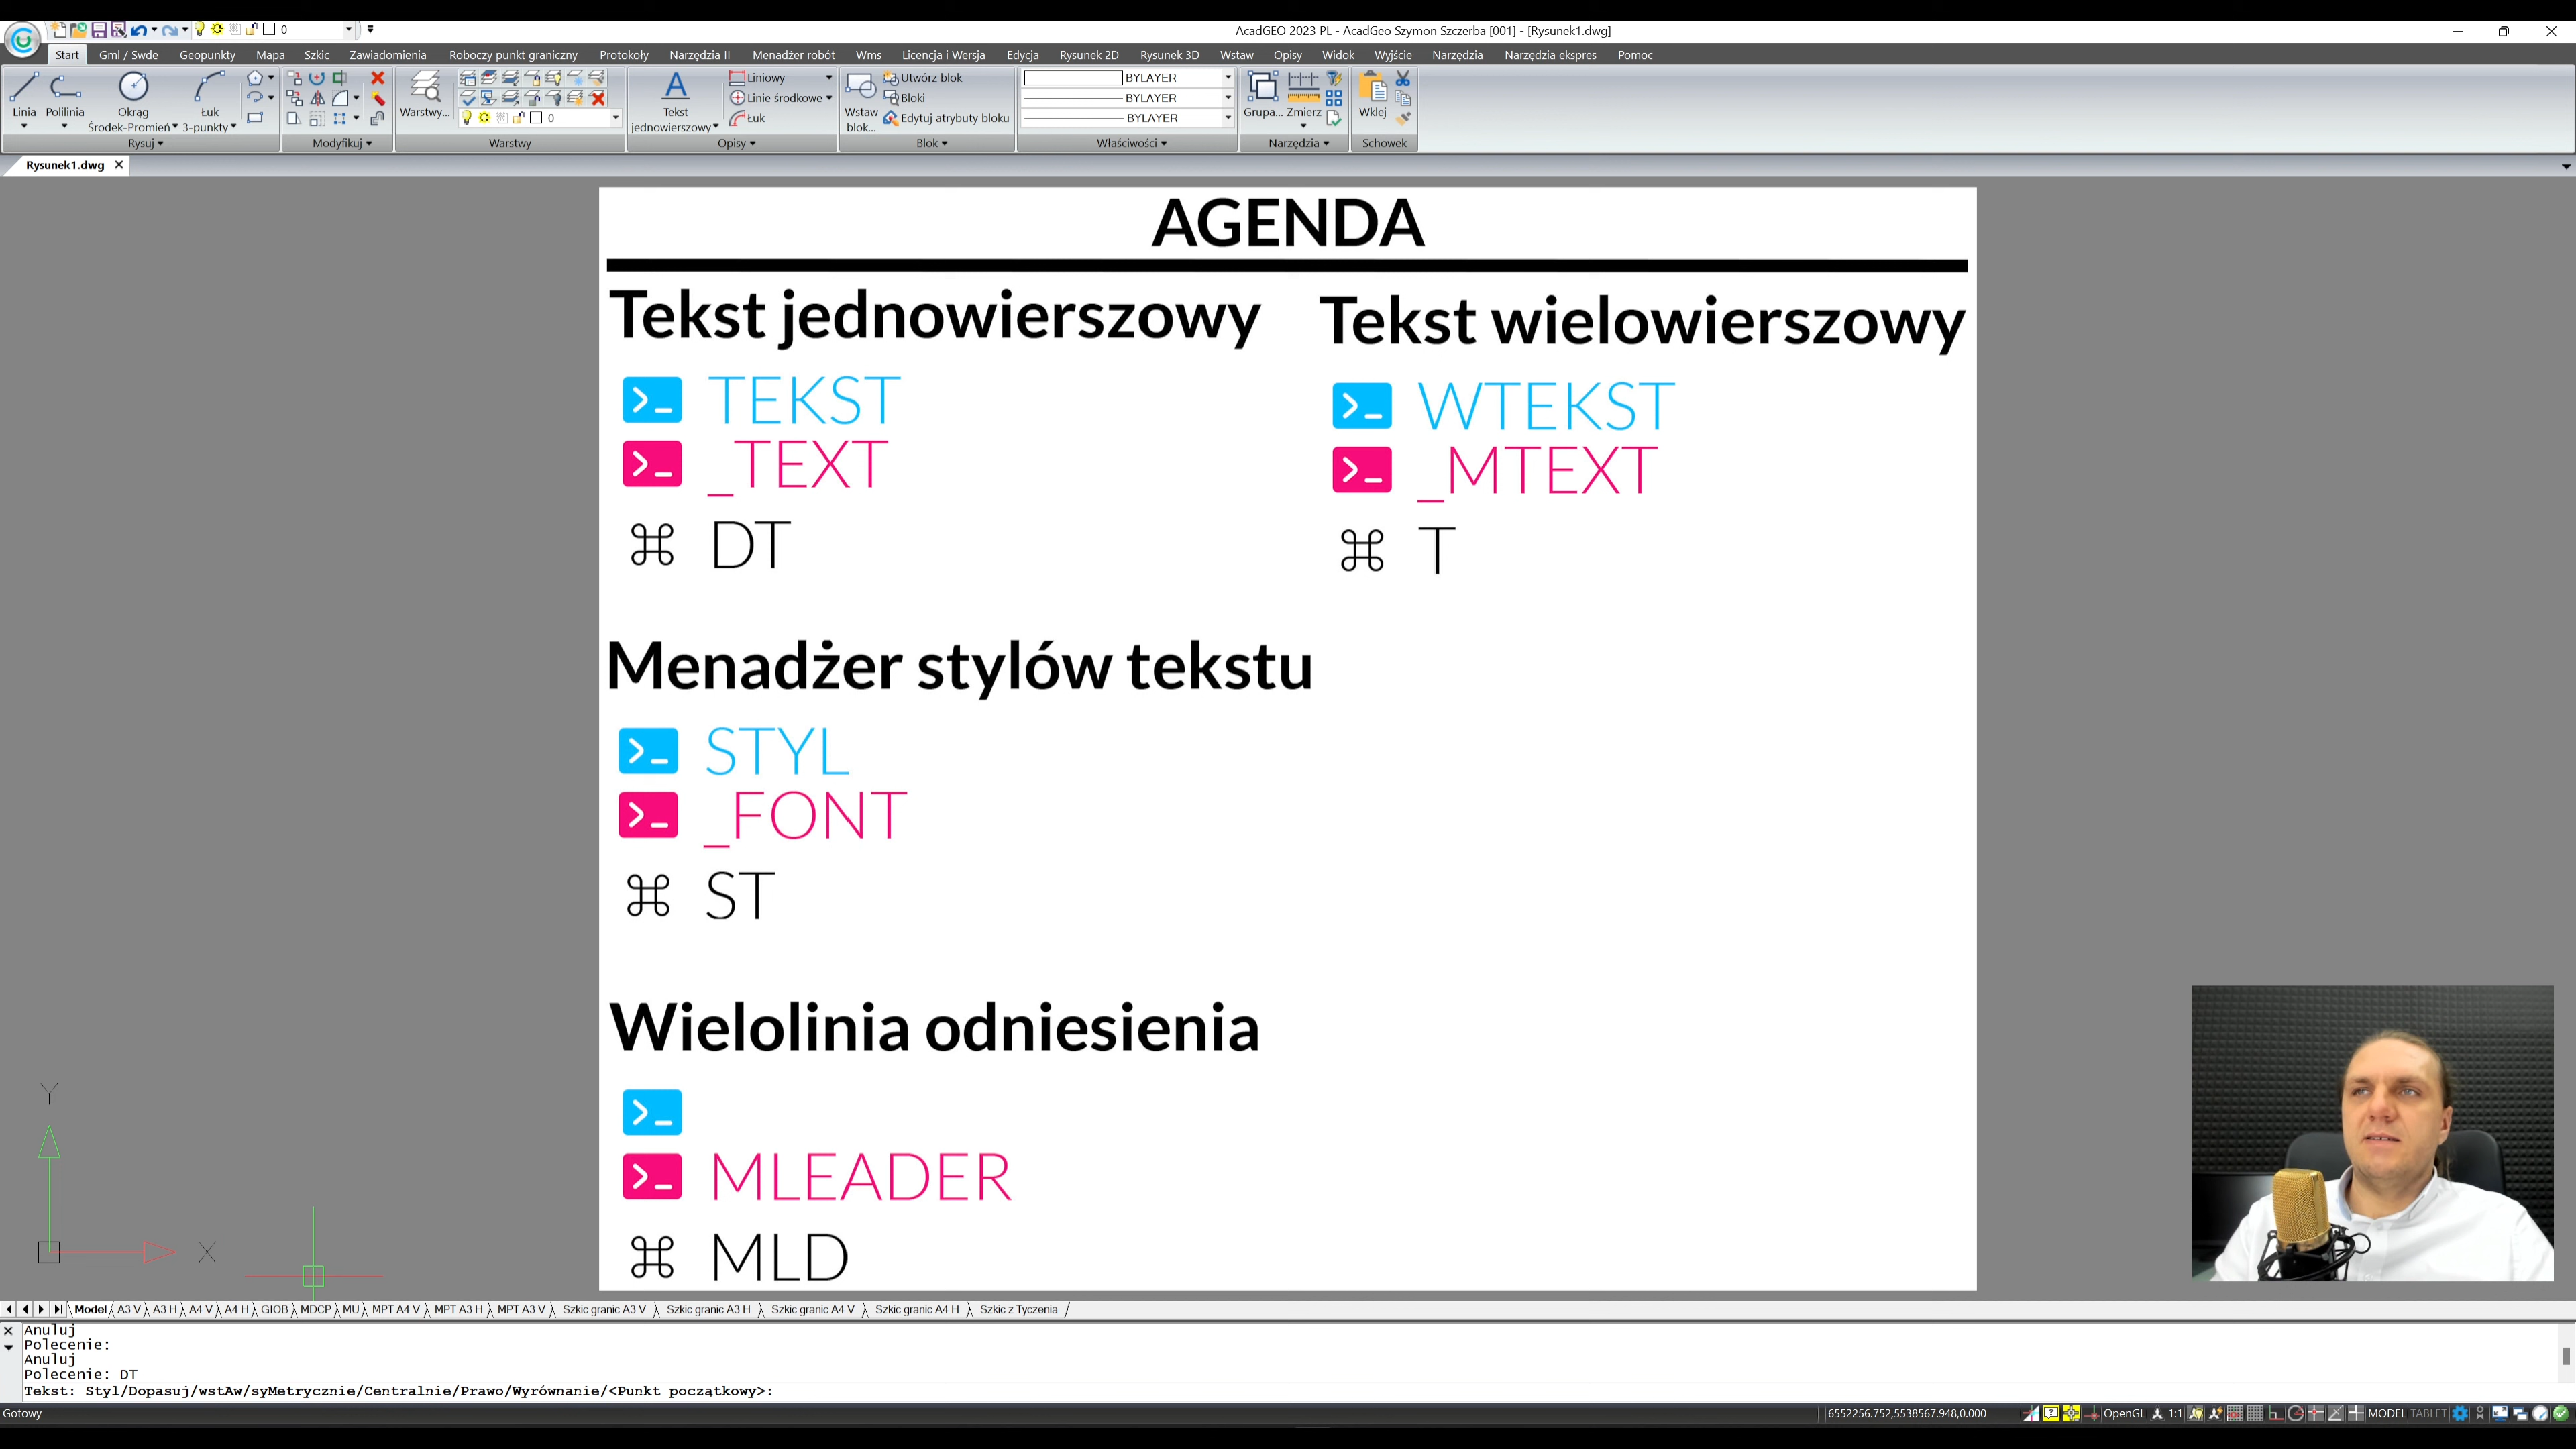 0
AcadGEO 2023 PL - AcadGeo Szymon Szczerba [001] - [Rysunek1.dwg]
Start Gml / Swde Geopunkty Mapa Szkic Zawiadomienia Roboczy punkt graniczny Protokoły Narzędzia II Menadżer robót Wms Licencja i Wersja Edycja Rysunek 2D Rysunek 3D Wstaw Opisy Widok Wyjście Narzędzia Narzędzia ekspres Pomoc
Linia
Polilinia
Okrąg
Środek-Promień
Łuk
3-punkty
Rysuj
Modyfikuj
Warstwy...
0
Warstwy
Tekst
jednowierszowy
Liniowy
Linie środkowe
Łuk
Opisy
Wstaw
blok...
Utwórz blok
Bloki
Edytuj atrybuty bloku
Blok
BYLAYER
BYLAYER
BYLAYER
Właściwości
Grupa...
Zmierz
Narzędzia
Wklej
Schowek
Rysunek1.dwg
AGENDA
Tekst jednowierszowy
>_ TEKST
>_ _TEXT
⌘ DT
Tekst wielowierszowy
>_ WTEKST
>_ _MTEXT
⌘ T
Menadżer stylów tekstu
>_ STYL
>_ _FONT
⌘ ST
Wielolinia odniesienia
>_
>_ MLEADER
⌘ MLD
Y
X
Model A3 V A3 H A4 V A4 H GIOB MDCP MU MPT A4 V MPT A3 H MPT A3 V Szkic granic A3 V Szkic granic A3 H Szkic granic A4 V Szkic granic A4 H Szkic z Tyczenia
Anuluj
Polecenie:
Anuluj
Polecenie: DT
Tekst: Styl/Dopasuj/wstAw/syMetrycznie/Centralnie/Prawo/Wyrównanie/<Punkt początkowy>:
Gotowy
6552256.752,5538567.948,0.000
OpenGL 1:1 MODEL TABLET